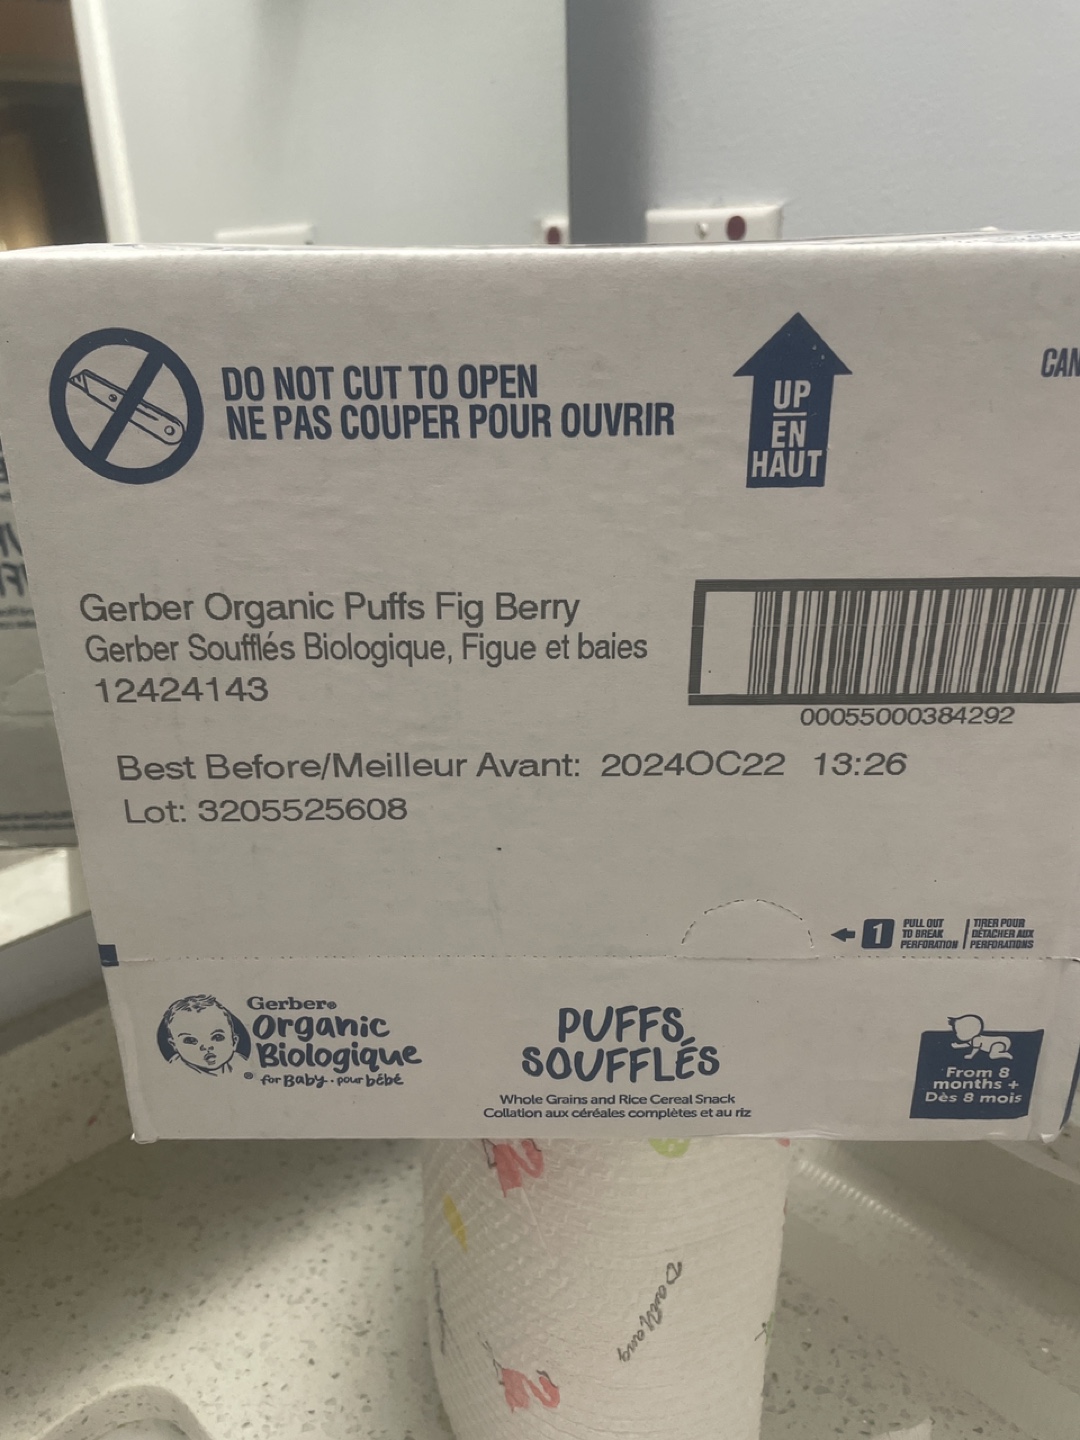 DO NOT CUT TO OPEN
NE PAS COUPER POUR OUVRIR
UP
EN
HAUT
CAN
Gerber Organic Puffs Fig Berry
Gerber Soufflés Biologique, Figue et baies
12424143
00055000384292
Best Before/Meilleur Avant: 2024OC22 13:26
Lot: 3205525608
1
PULL OUT
TO BREAK
PERFORATION
TIRER POUR
DÉTACHER AUX
PERFORATIONS
Gerber®
Organic
Biologique
for Baby • pour bébé
PUFFS
SOUFFLÉS
Whole Grains and Rice Cereal Snack
Collation aux céréales complètes et au riz
From 8
months +
Dès 8 mois